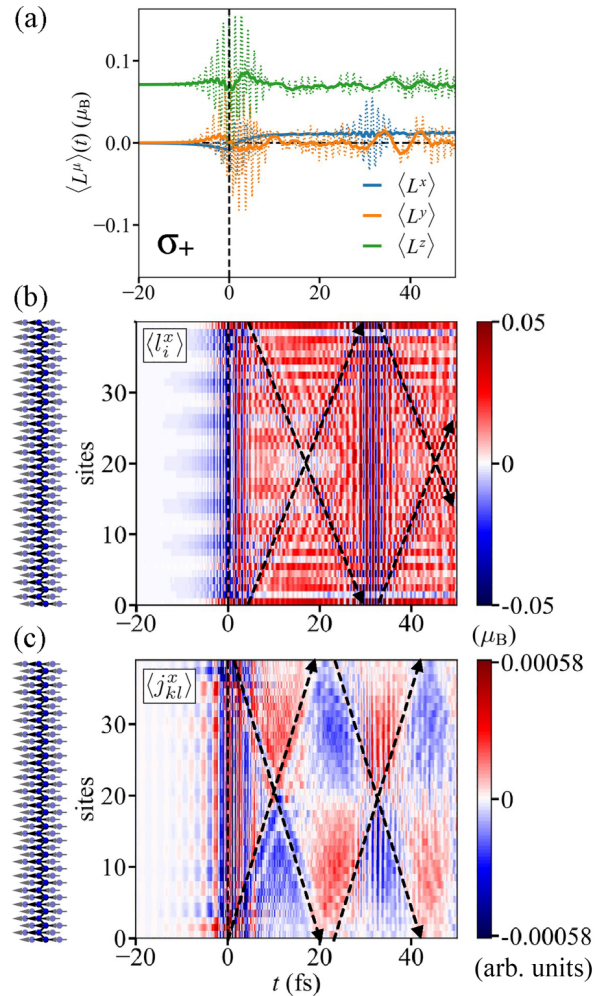 (a)
0.1
0.0
−0.1
⟨L^μ⟩(t) (μ_B)
σ+
⟨L^x⟩
⟨L^y⟩
⟨L^z⟩
−20 0 20 40
(b)
⟨l_i^x⟩
30
20
10
0
sites
−20 0 20 40
0.05
0
-0.05
(μ_B)
(c)
⟨j_kl^x⟩
30
20
10
0
sites
−20 0 20 40
t (fs)
0.00058
0
-0.00058
(arb. units)